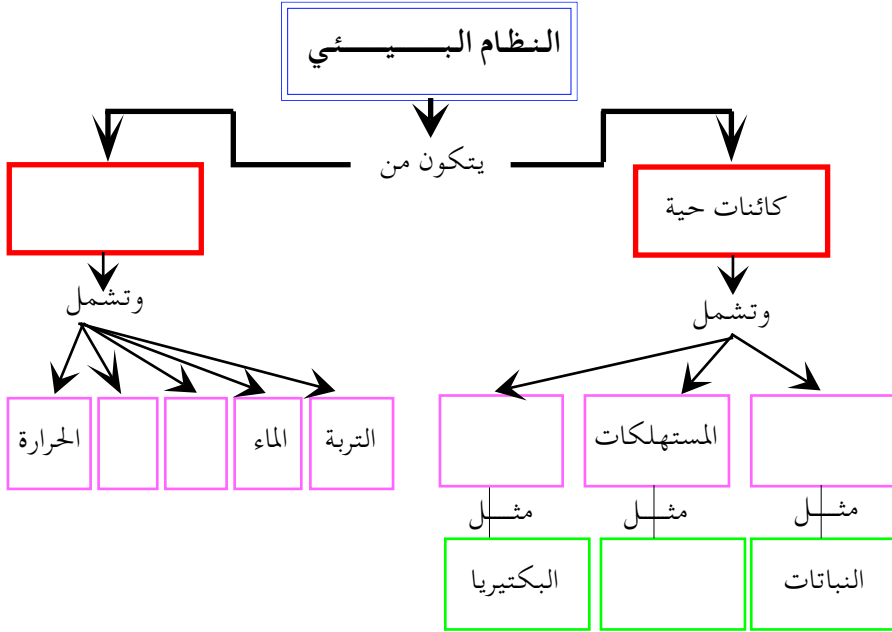 النظام البيئي
يتكون من
كائنات حية
وتشمل
وتشمل
المستهلكات
التربة
الماء
الحرارة
مثل
مثل
مثل
النباتات
البكتيريا